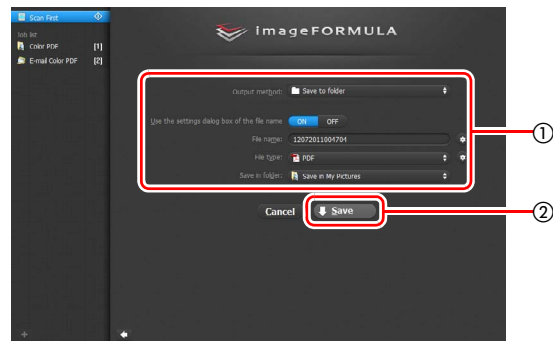 Scan First
Job list
Color PDF [1]
E-mail Color PDF [2]
imageFORMULA
Output method: Save to folder
Use the settings dialog box of the file name ON OFF
File name: 12072011004704
File type: PDF
Save in folder: Save in My Pictures
Cancel Save
①
②